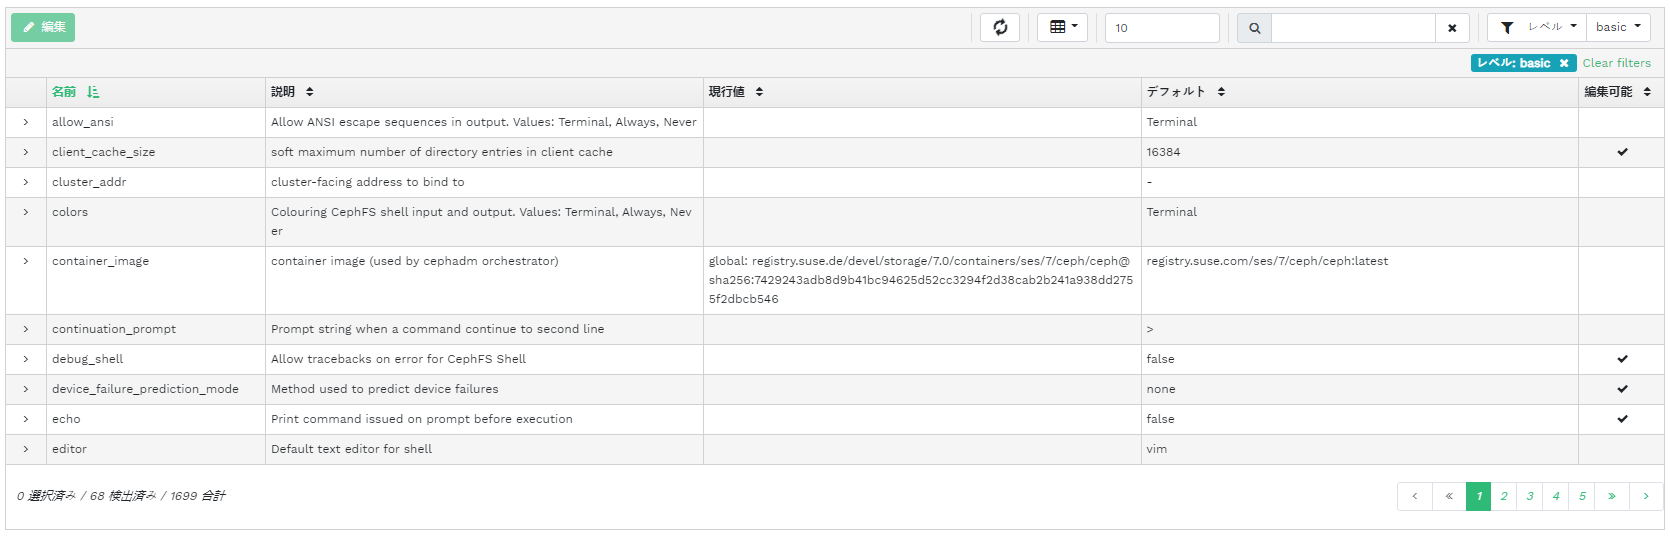 編集
10
レベル
basic
レベル: basic
Clear filters
名前 説明 現行値 デフォルト 編集可能
allow_ansi Allow ANSI escape sequences in output. Values: Terminal, Always, Never Terminal
client_cache_size soft maximum number of directory entries in client cache 16384
cluster_addr cluster-facing address to bind to -
colors Colouring CephFS shell input and output. Values: Terminal, Always, Nev Terminal
er
container_image container image (used by cephadm orchestrator) global: registry.suse.de/devel/storage/7.0/containers/ses/7/ceph/ceph@ registry.suse.com/ses/7/ceph/ceph:latest
sha256:7429243adb8d9b41bc94625d52cc3294f2d38cab2b241a938dd275
5f2dbcb546
continuation_prompt Prompt string when a command continue to second line >
debug_shell Allow tracebacks on error for CephFS Shell false
device_failure_prediction_mode Method used to predict device failures none
echo Print command issued on prompt before execution false
editor Default text editor for shell vim
0 選択済み / 68 検出済み / 1699 合計
‹ « 1 2 3 4 5 » ›